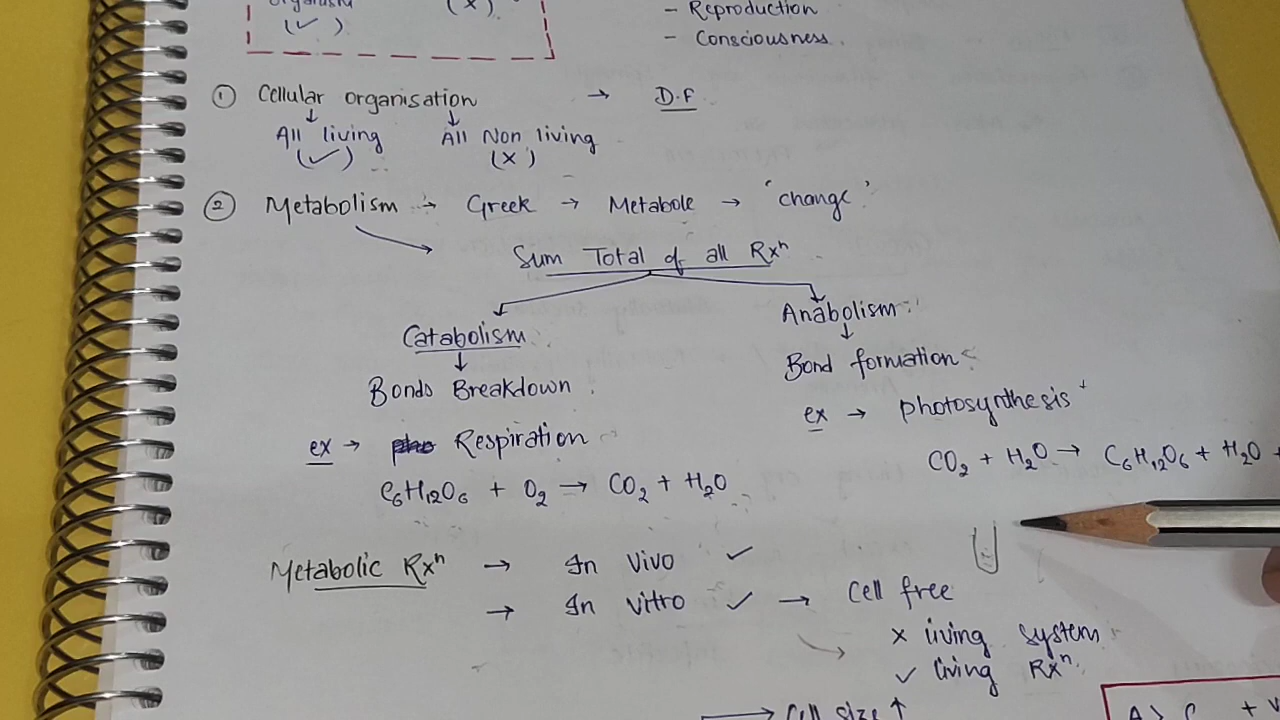 (✓) (×)
- Reproduction
- Consciousness.
① Cellular organisation → D.F
↓ ↓
All living All Non living
(✓) (×)
② Metabolism → Greek → Metabole → 'change'
Sum Total of all Rxⁿ
Catabolism Anabolism
↓ ↓
Bonds Breakdown Bond formation
ex → Respiration ex → photosynthesis
C₆H₁₂O₆ + O₂ → CO₂ + H₂O CO₂ + H₂O → C₆H₁₂O₆ + H₂O +
Metabolic Rxⁿ → In vivo ✓
→ In vitro ✓ → Cell free
× living system
✓ living Rxⁿ.
→ Cell size ↑